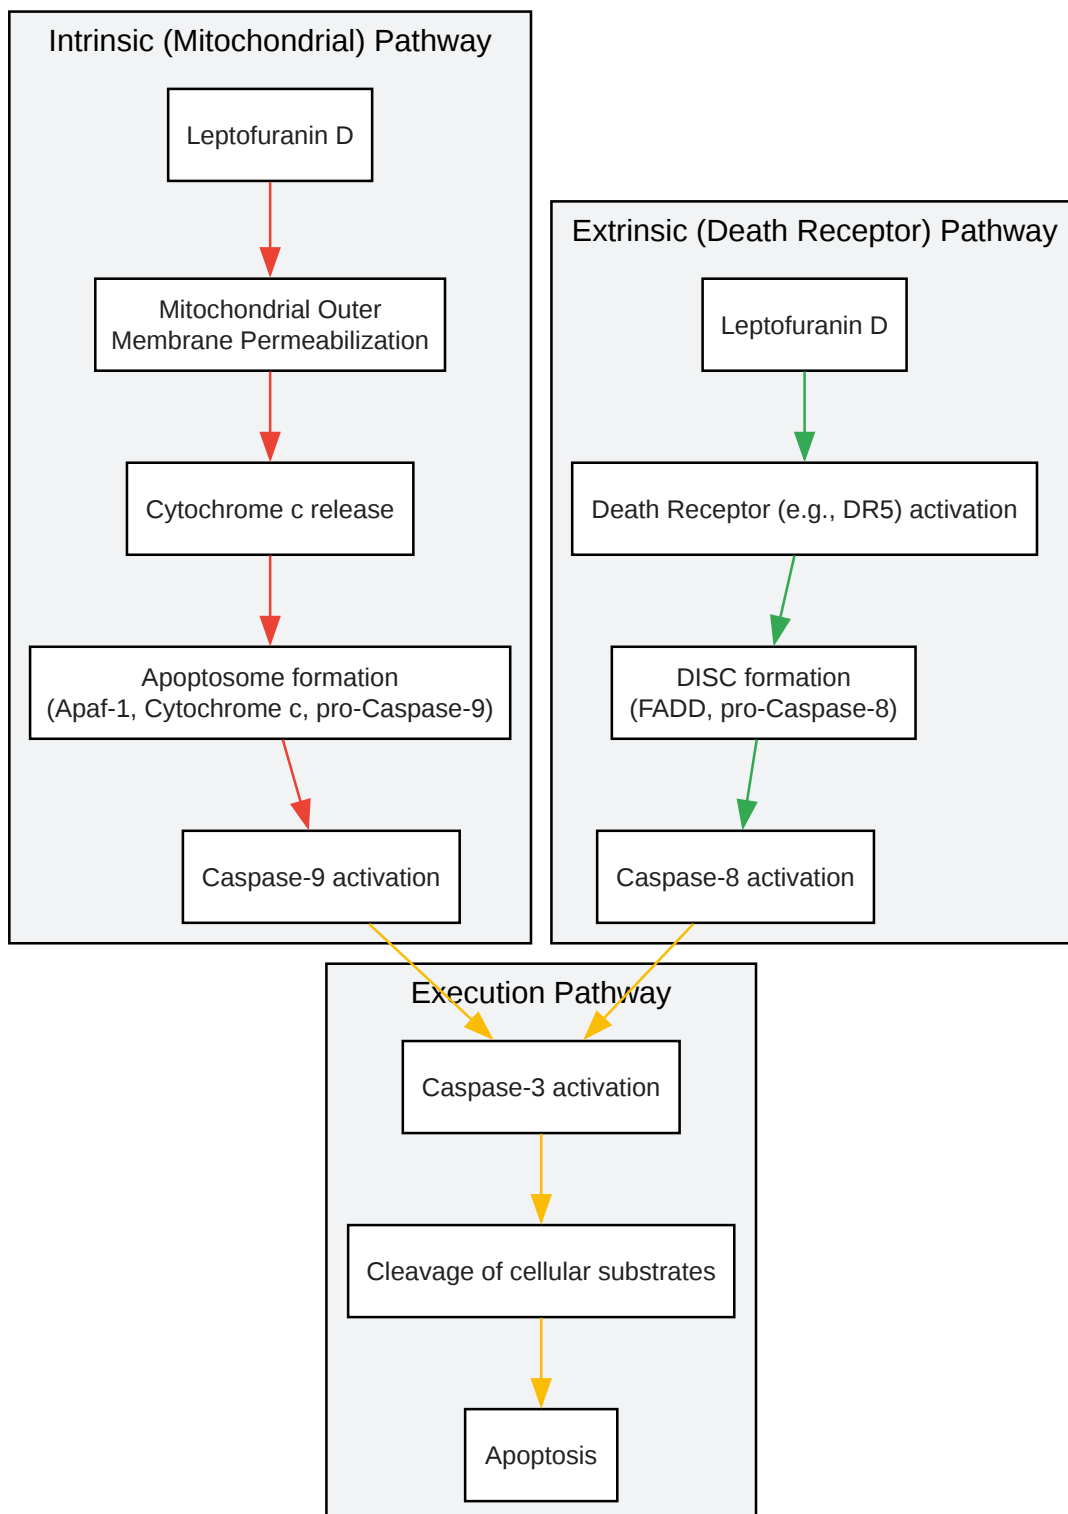 Intrinsic (Mitochondrial) Pathway
Leptofuranin D
Mitochondrial Outer
Membrane Permeabilization
Cytochrome c release
Apoptosome formation
(Apaf-1, Cytochrome c, pro-Caspase-9)
Caspase-9 activation
Extrinsic (Death Receptor) Pathway
Leptofuranin D
Death Receptor (e.g., DR5) activation
DISC formation
(FADD, pro-Caspase-8)
Caspase-8 activation
Execution Pathway
Caspase-3 activation
Cleavage of cellular substrates
Apoptosis